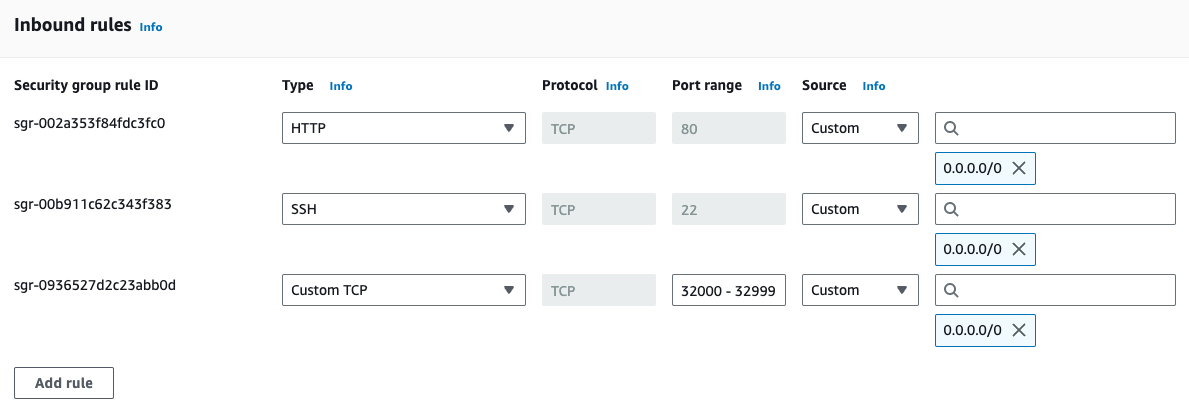 Inbound rules Info
Security group rule ID Type Info Protocol Info Port range Info Source Info
sgr-002a353f84fdc3fc0 HTTP TCP 80 Custom
0.0.0.0/0
sgr-00b911c62c343f383 SSH TCP 22 Custom
0.0.0.0/0
sgr-0936527d2c23abb0d Custom TCP TCP 32000 - 32999 Custom
0.0.0.0/0
Add rule